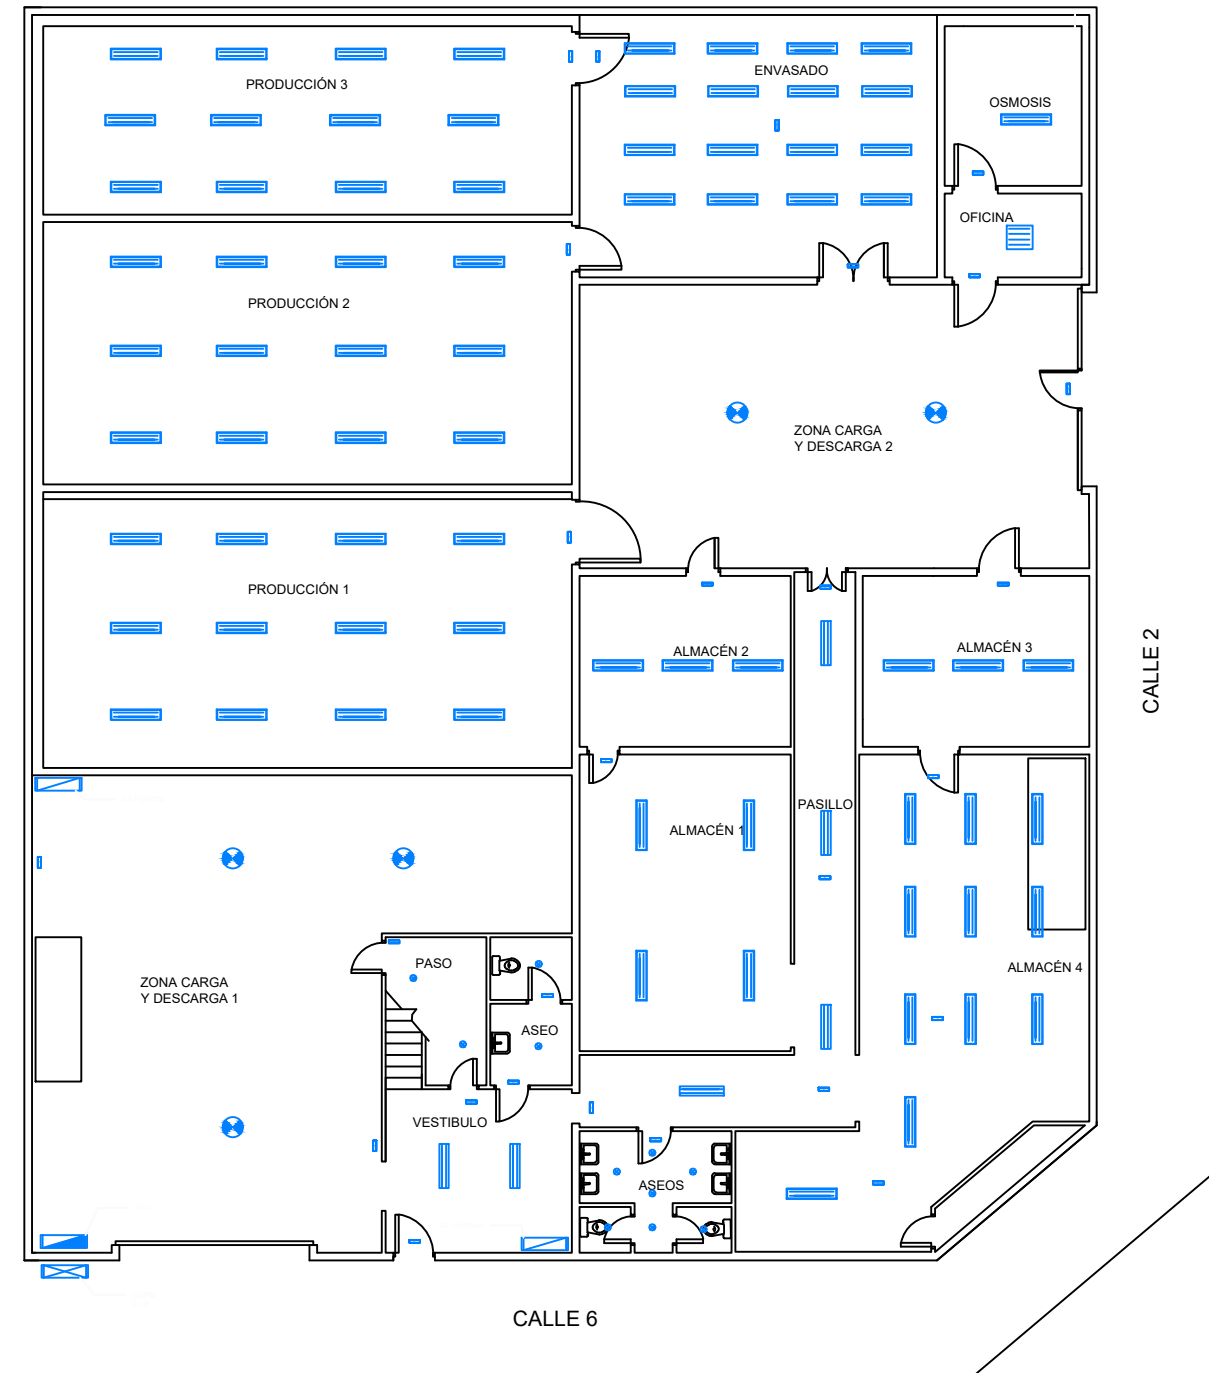 ENVASADO
PRODUCCIÓN 3
OSMOSIS
OFICINA
PRODUCCIÓN 2
ZONA CARGA
Y DESCARGA 2
PRODUCCIÓN 1
ALMACÉN 2
ALMACÉN 3
CALLE 2
PASILLO
ALMACÉN 1
PASO
ALMACÉN 4
ZONA CARGA
Y DESCARGA 1
ASEO
VESTIBULO
ASEOS
CALLE 6